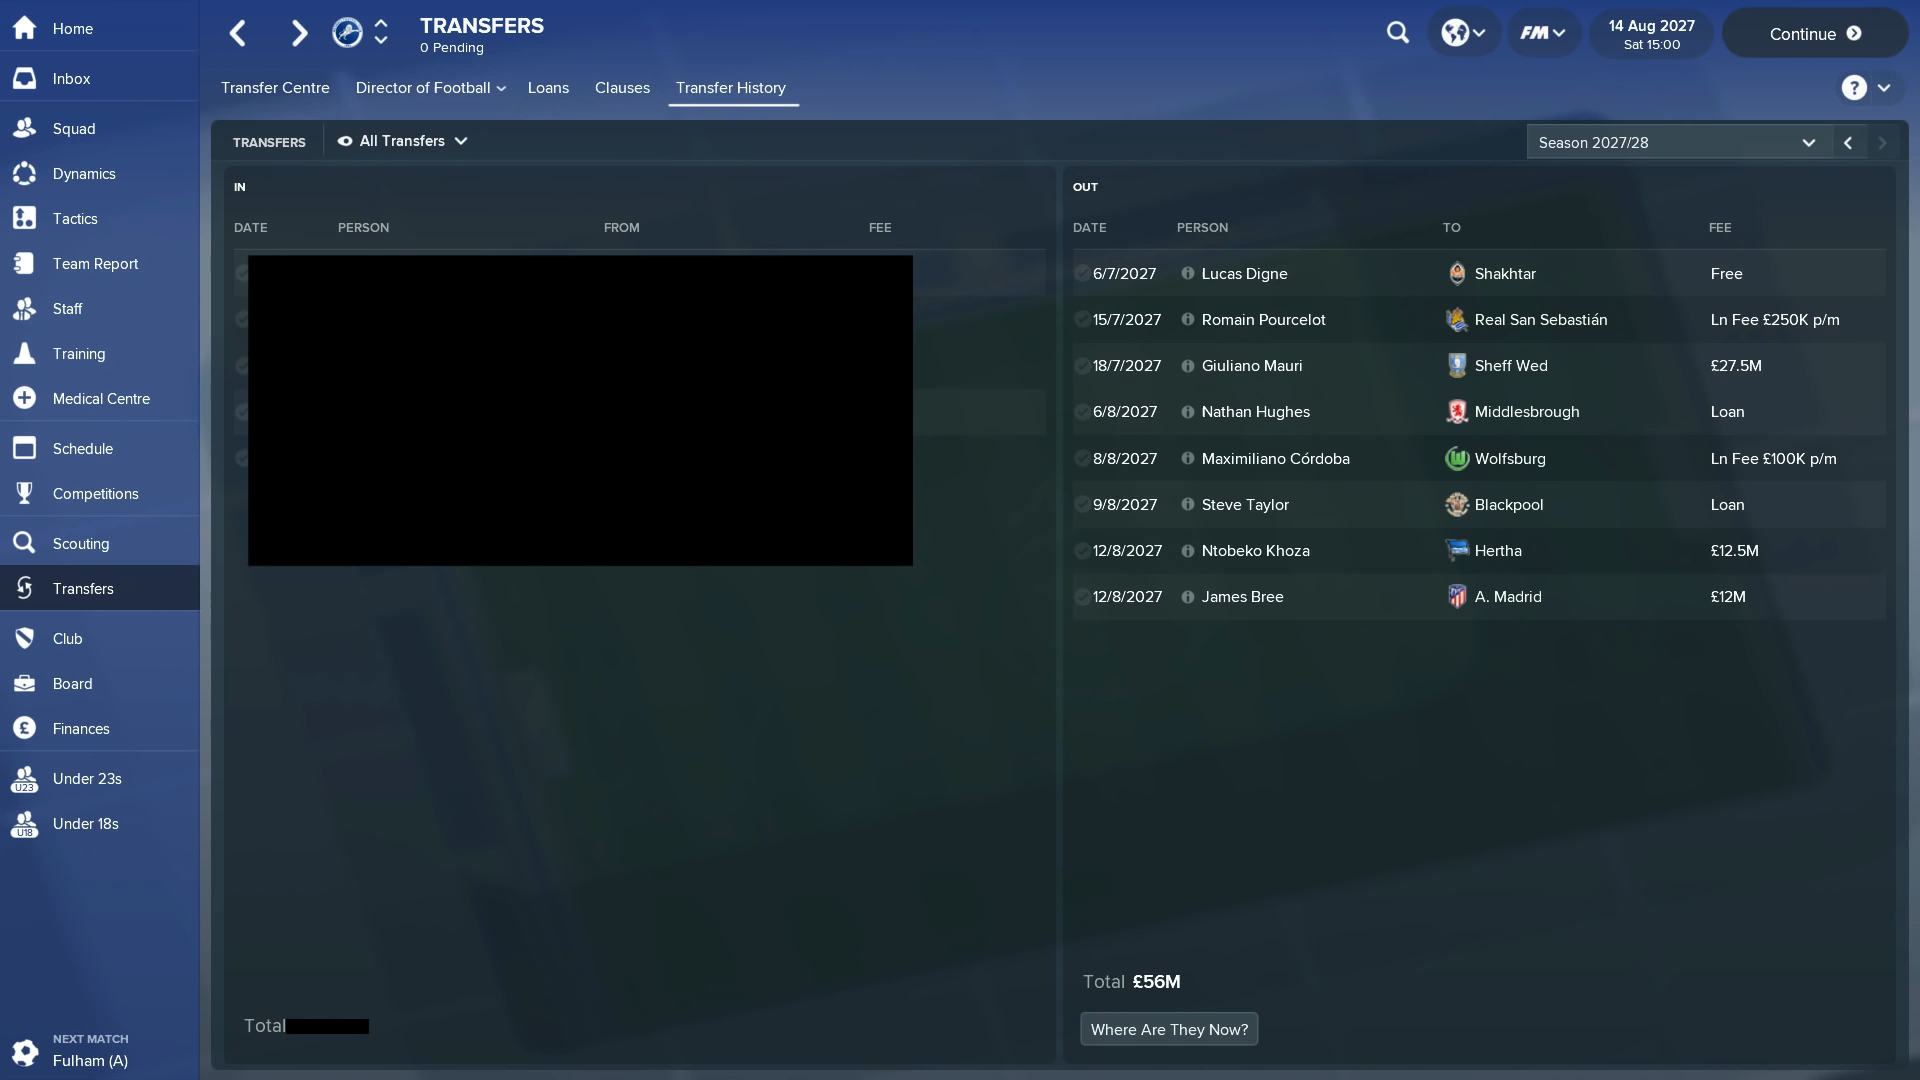 Home
Inbox
Squad
Dynamics
Tactics
Team Report
Staff
Training
Medical Centre
Schedule
Competitions
Scouting
Transfers
Club
Board
Finances
U23
Under 23s
U18
Under 18s
NEXT MATCH
Fulham (A)
TRANSFERS
0 Pending
FM
14 Aug 2027
Sat 15:00
Continue
Transfer Centre Director of Football Loans Clauses Transfer History
?
TRANSFERS All Transfers
Season 2027/28
IN
DATE PERSON FROM FEE
Total
OUT
DATE PERSON TO FEE
6/7/2027 Lucas Digne Shakhtar Free
15/7/2027 Romain Pourcelot Real San Sebastián Ln Fee £250K p/m
18/7/2027 Giuliano Mauri Sheff Wed £27.5M
6/8/2027 Nathan Hughes Middlesbrough Loan
8/8/2027 Maximiliano Córdoba Wolfsburg Ln Fee £100K p/m
9/8/2027 Steve Taylor Blackpool Loan
12/8/2027 Ntobeko Khoza Hertha £12.5M
12/8/2027 James Bree A. Madrid £12M
Total £56M
Where Are They Now?